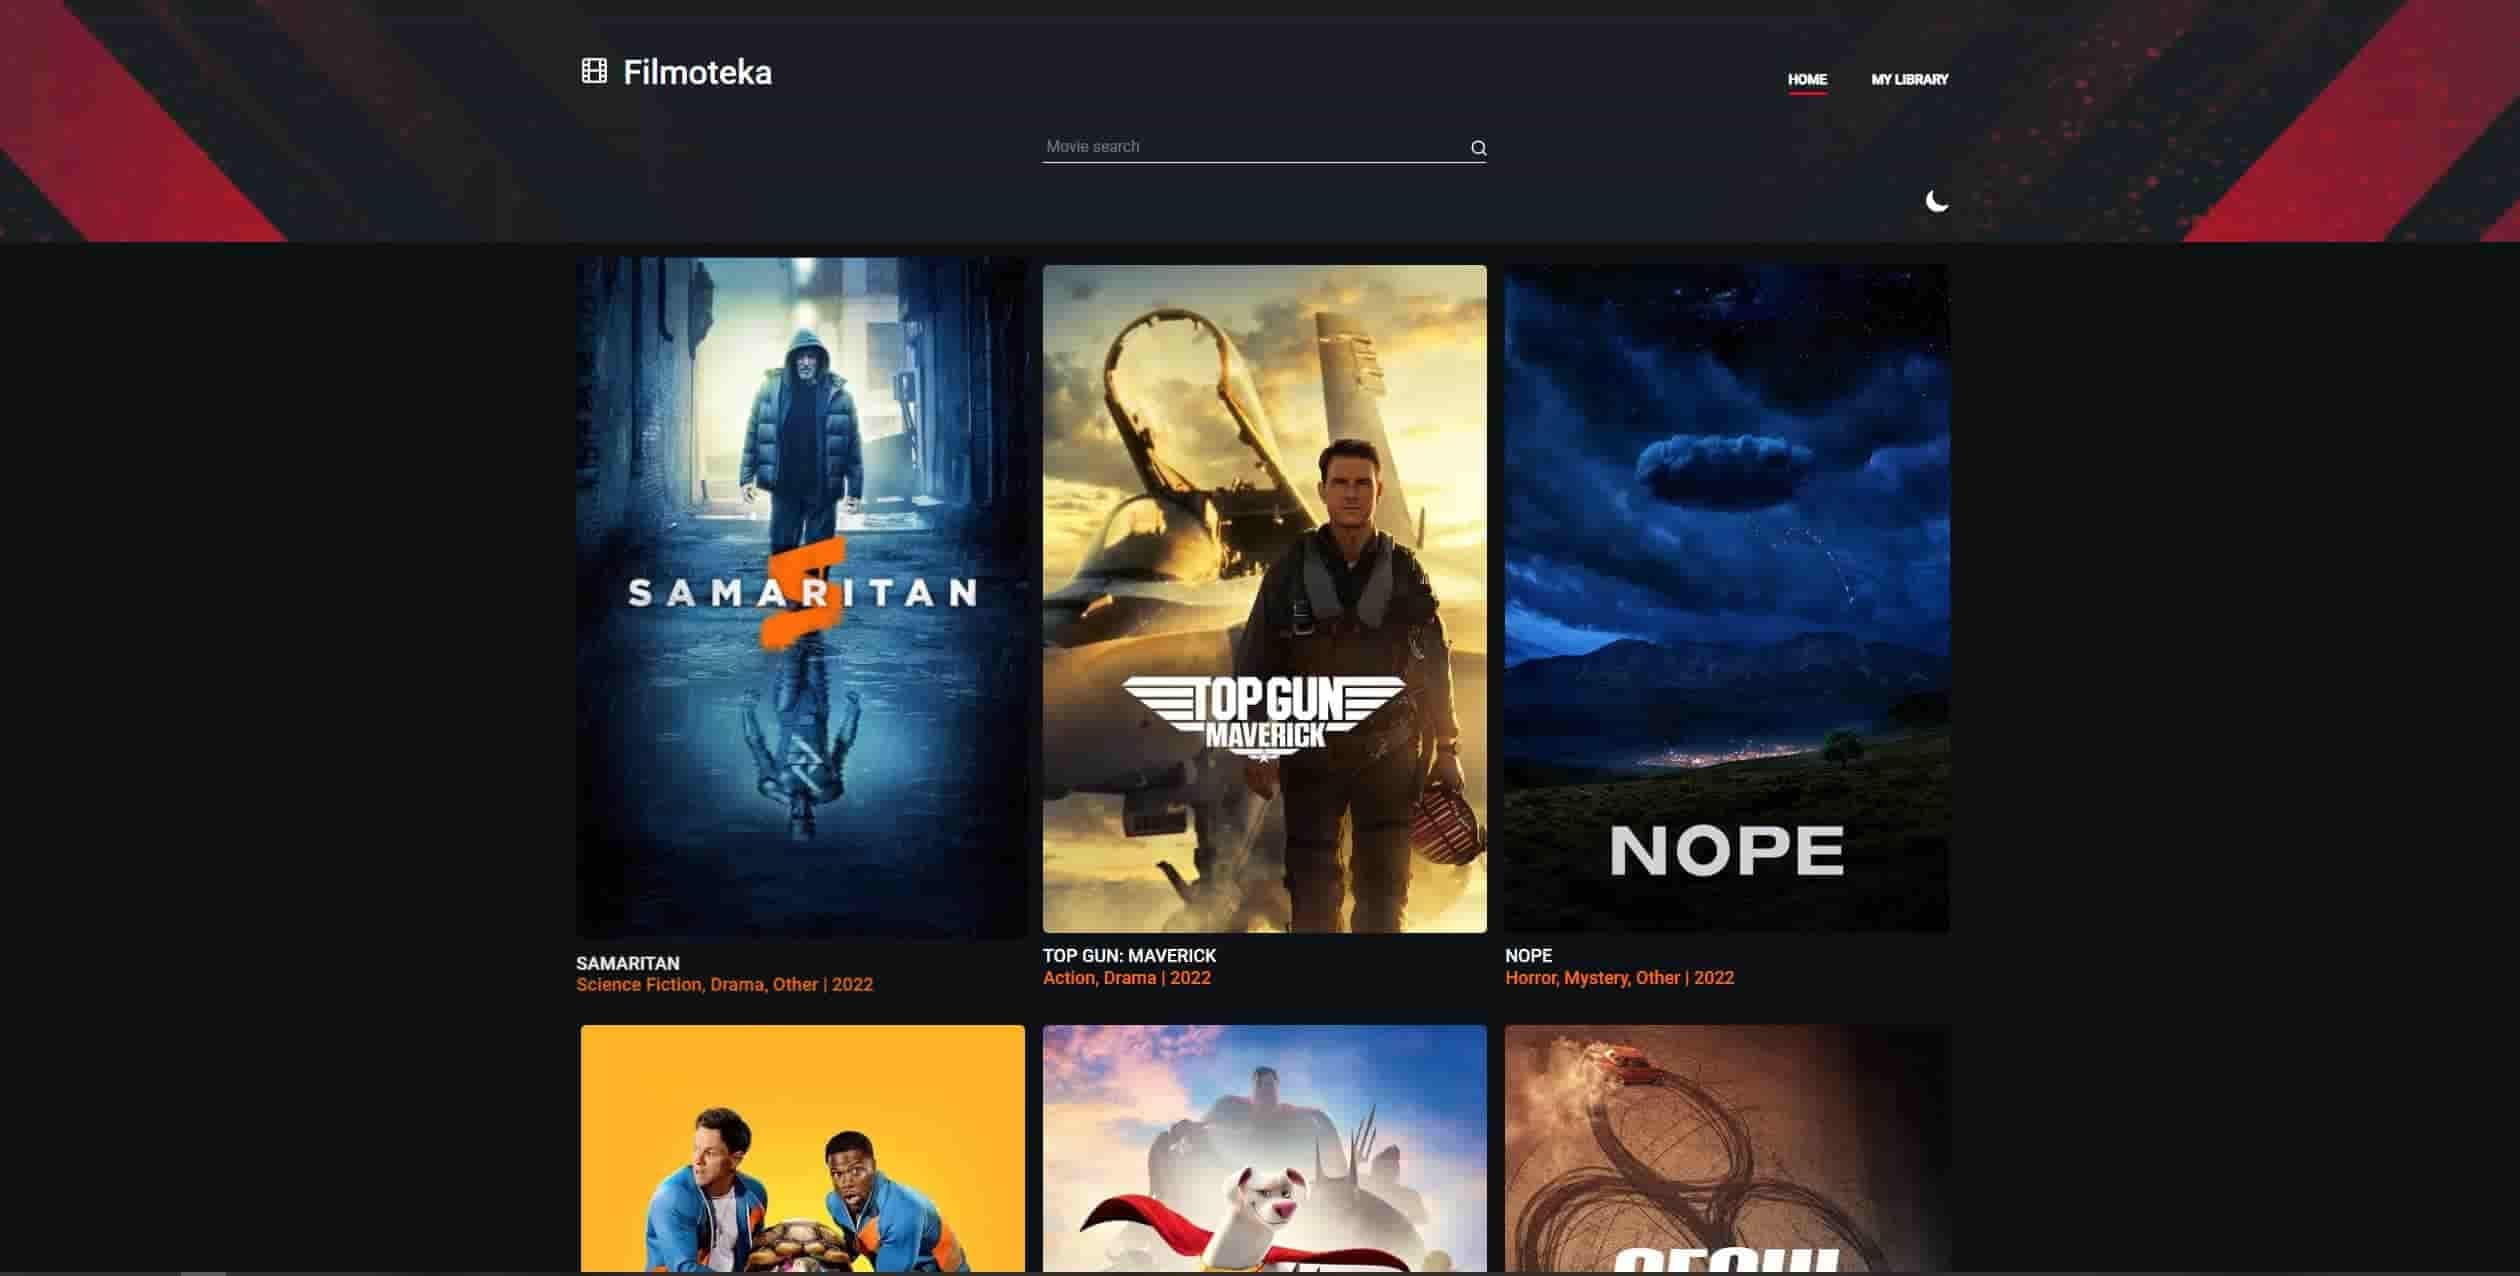 Filmoteka
HOME
MY LIBRARY
Movie search
SAMARITAN
TOP GUN
MAVERICK
NOPE
SAMARITAN
Science Fiction, Drama, Other | 2022
TOP GUN: MAVERICK
Action, Drama | 2022
NOPE
Horror, Mystery, Other | 2022